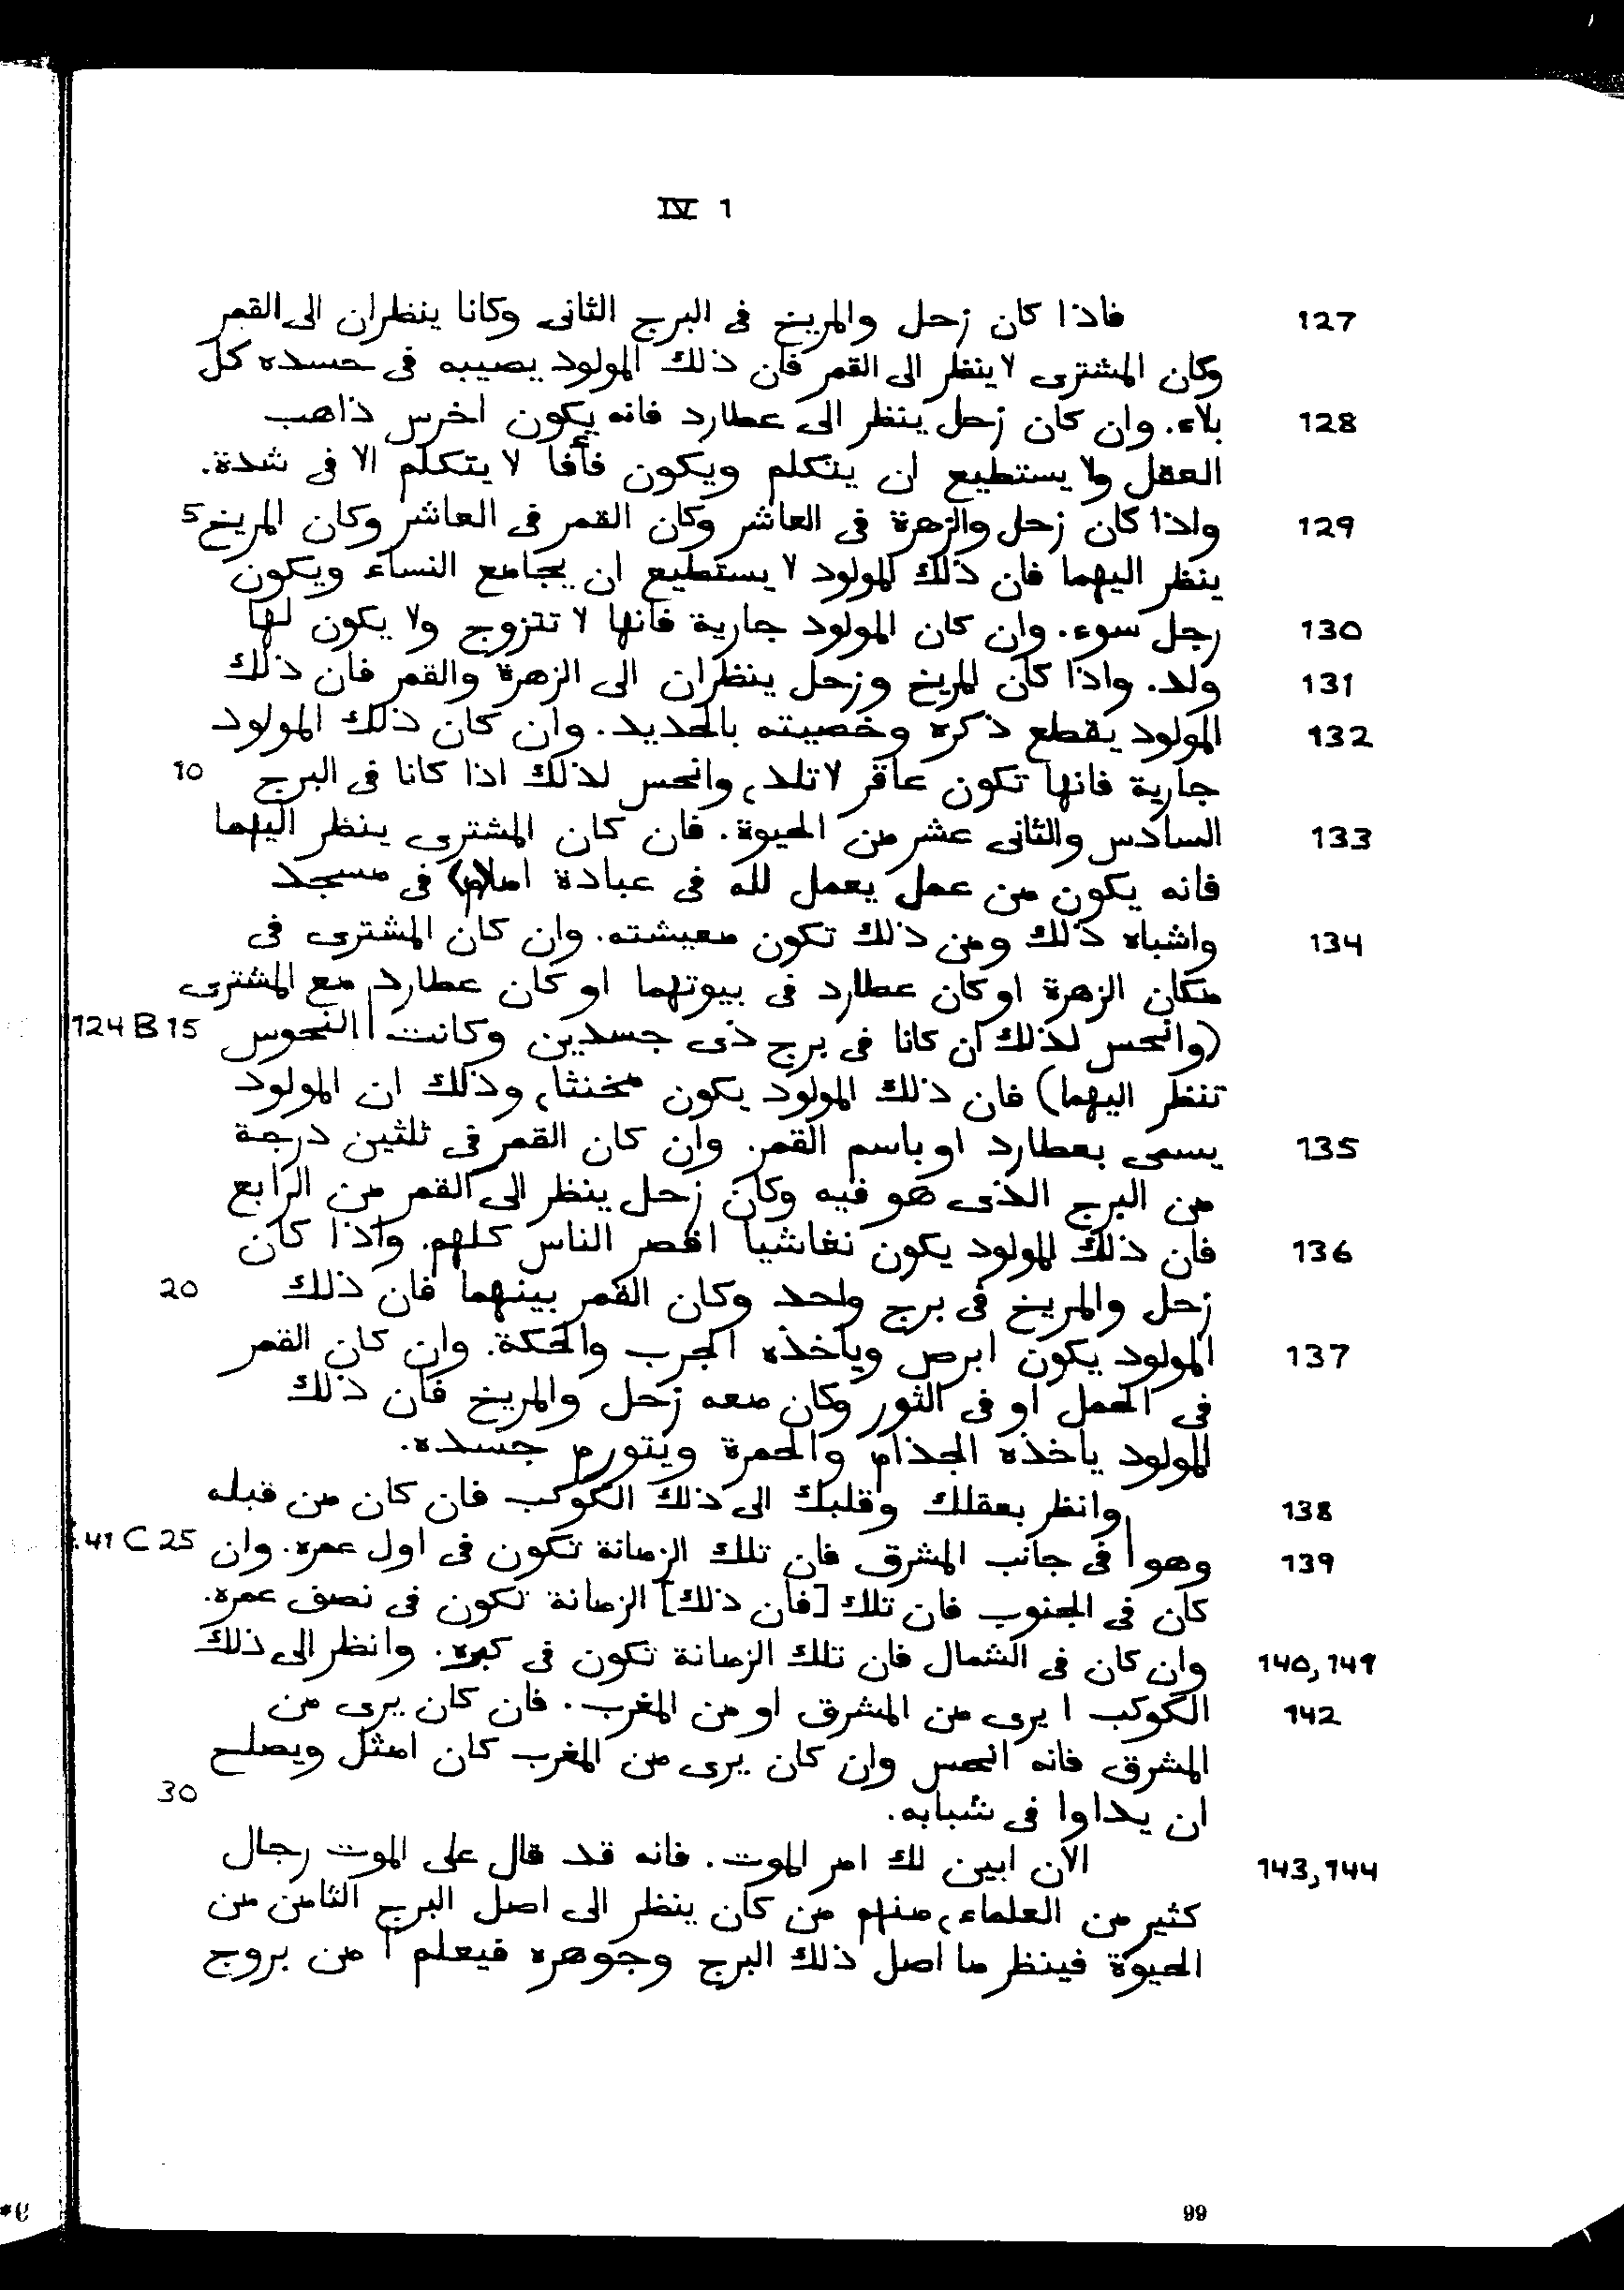 IV 1
127 فاذا كان زحل والمريخ فى البرج الثانى وكانا ينظران الى القمر
وكان المشترى لا ينظر الى القمر فان ذلك المولود يصيبه فى حسده كل
128 بلاء. وان كان زحل ينظر الى عطارد فانه يكون اخرس ذاهب
العقل ولا يستطيع ان يتكلم ويكون فأفأ لا يتكلم الا فى شدة.
129 واذا كان زحل والزهرة فى العاشر وكان القمر فى العاشر وكان المريخ 5
ينظر اليهما فان ذلك المولود لا يستطيع ان يجامع النساء ويكون
130 رجل سوء. وان كان المولود جارية فانها لا تتزوج ولا يكون لها
131 ولد. واذا كان المريخ وزحل ينظران الى الزهرة والقمر فان ذلك
132 المولود يقطع ذكره وخصيته بالحديد. وان كان ذلك المولود
جارية فانها تكون عاقر لا تلد، وانحس لذلك اذا كانا فى البرج 10
133 السادس والثانى عشر من الحيوة. فان كان المشترى ينظر اليهما
فانه يكون من عمل يعمل لله فى عبادة اما<م> فى مسجد
134 واشباه ذلك ومن ذلك تكون معيشته. وان كان المشترى فى
مكان الزهرة او كان عطارد فى بيوتهما او كان عطارد مع المشترى
(وانحس لذلك ان كانا فى برج ذى جسدين وكانت | النحوس 124 B 15
تنظر اليهما) فان ذلك المولود يكون مخنثا، وذلك ان المولود
135 يسمى بعطارد او باسم القمر. وان كان القمر فى ثلثين درجة
من البرج الذى هو فيه وكان زحل ينظر الى القمر من الرابع
136 فان ذلك المولود يكون نغاشيا اقصر الناس كلهم. واذا كان
زحل والمريخ فى برج واحد وكان القمر بينهما فان ذلك 20
137 المولود يكون ابرص وياخذه الجرب والحكة. وان كان القمر
فى الحمل او فى الثور وكان معه زحل والمريخ فان ذلك
المولود ياخذه الجذام والحمرة ويتورم جسده.
138 وانظر بعقلك وقلبك الى ذلك الكوكب فان كان من قبله
139 وهو | فى جانب المشرق فان تلك الزمانة تكون فى اول عمره. وان 41 C 25
كان فى الجنوب فان تلك [فان ذلك] الزمانة تكون فى نصف عمره.
140,141 وان كان فى الشمال فان تلك الزمانة تكون فى كبره. وانظر الى ذلك
142 الكوكب ا يرى من المشرق او من المغرب. فان كان يرى من
المشرق فانه انحس وان كان يرى من المغرب كان امثل ويصلح
ان يداوا فى شبابه. 30
143,144 الآن ابين لك امر الموت. فانه قد قال على الموت رجال
كثير من العلماء، منهم من كان ينظر الى اصل البرج الثامن من
الحيوة فينظر ما اصل ذلك البرج وجوهره فيعلم أ من بروج
99